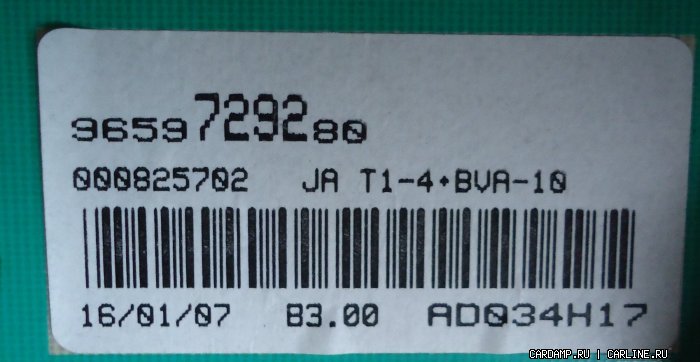 9659729280
000825702 JA T1-4+BVA-10
16/01/07 B3.00 AD034H17
CARDAMP.RU | CARLINE.RU